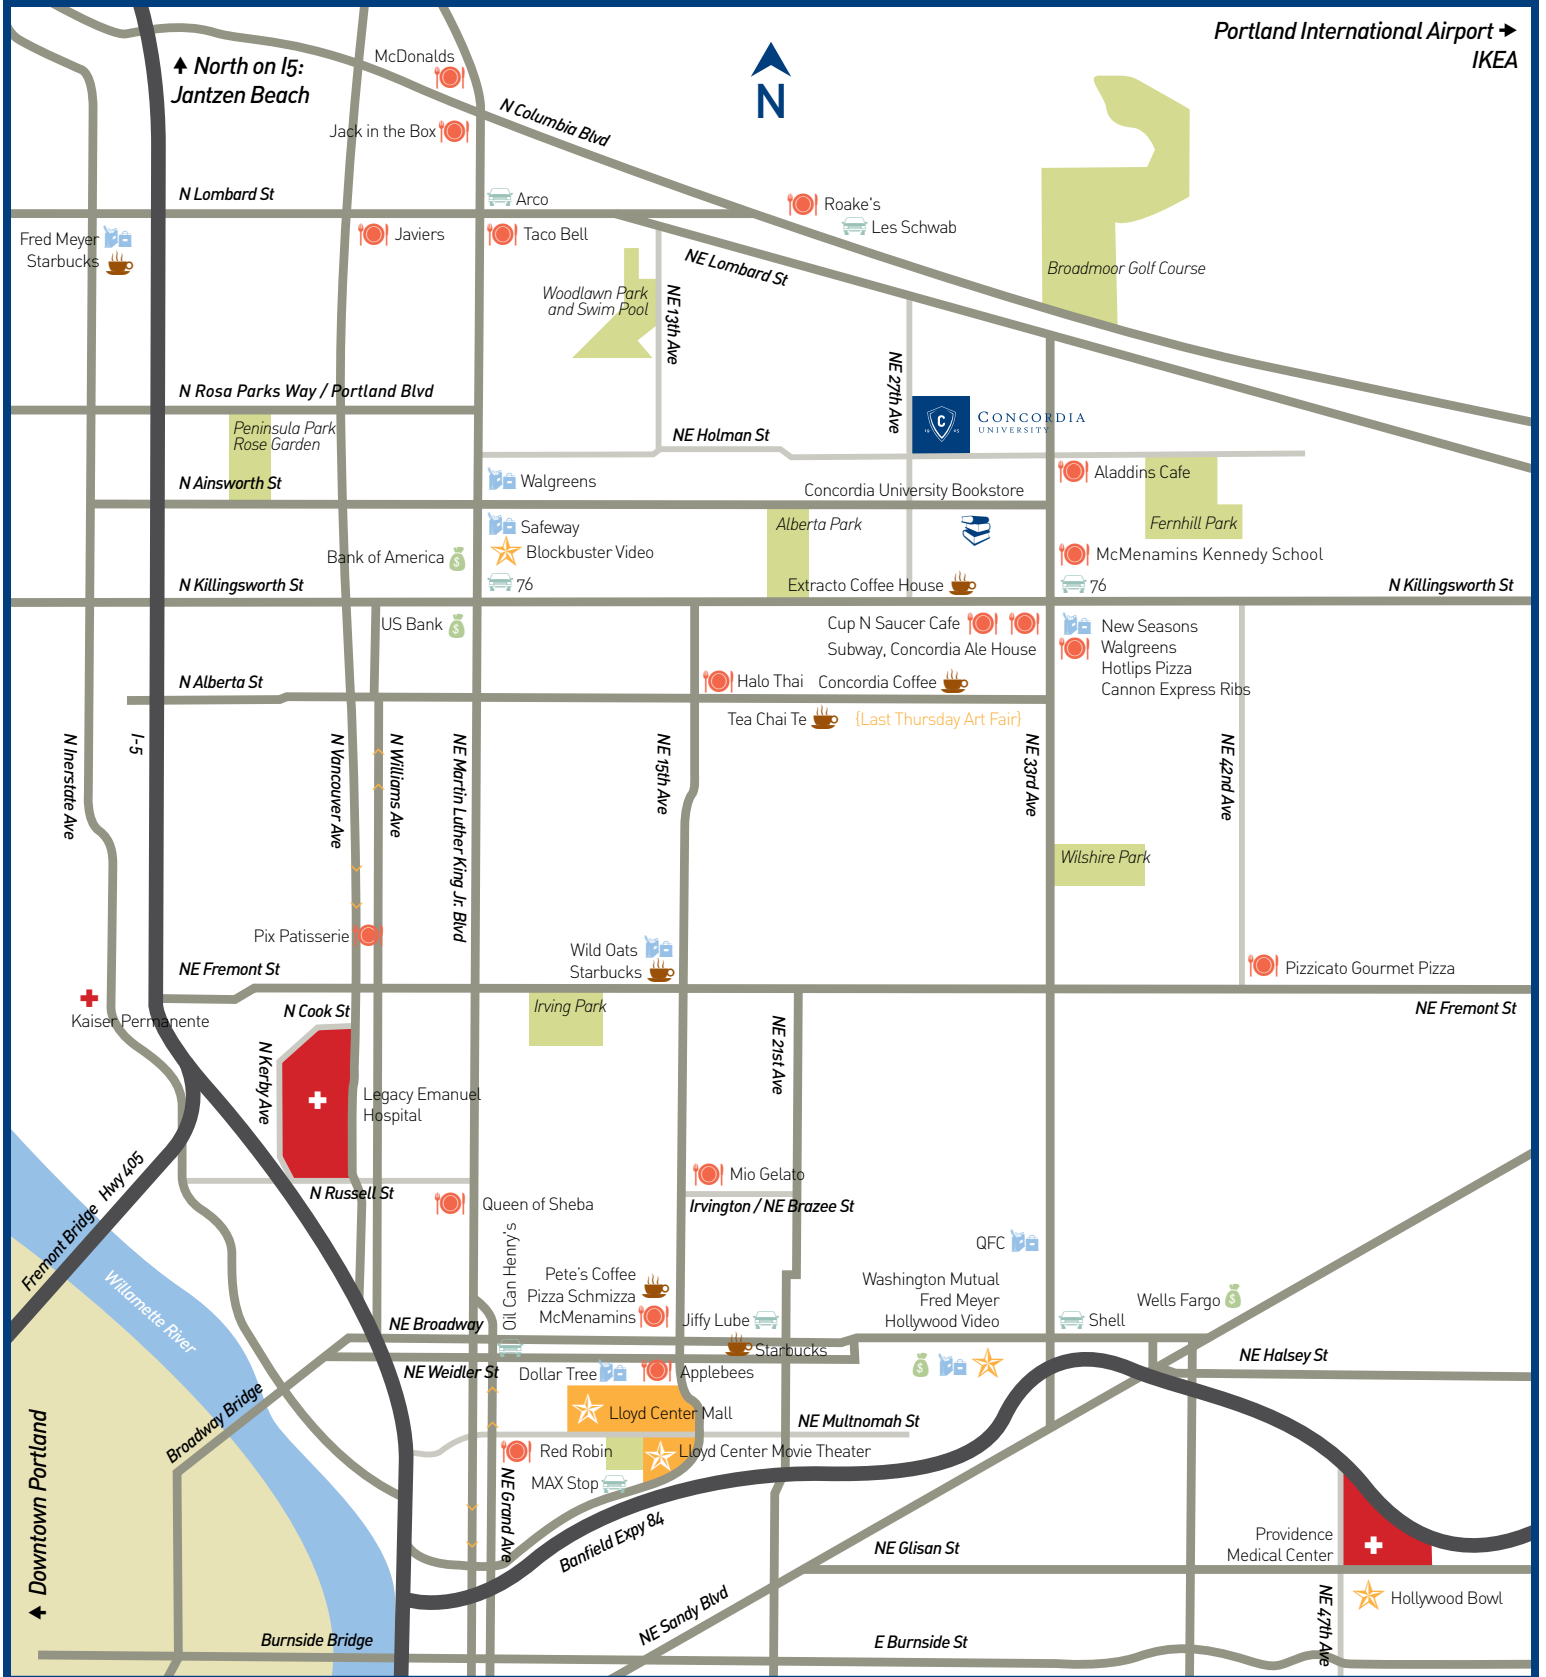 Portland International Airport
IKEA
North on I5:
Jantzen Beach
McDonalds
N
N Columbia Blvd
Jack in the Box
N Lombard St
Arco
Roake's
Les Schwab
Fred Meyer
Starbucks
Javiers
Taco Bell
NE Lombard St
Broadmoor Golf Course
Woodlawn Park
and Swim Pool
NE 13th Ave
NE 27th Ave
N Rosa Parks Way / Portland Blvd
Peninsula Park
Rose Garden
C
19 05
CONCORDIA
UNIVERSITY
NE Holman St
Aladdins Cafe
N Ainsworth St
Walgreens
Concordia University Bookstore
Safeway
Blockbuster Video
Alberta Park
Fernhill Park
Bank of America
McMenamins Kennedy School
N Killingsworth St
76
Extracto Coffee House
76
N Killingsworth St
US Bank
Cup N Saucer Cafe
Subway, Concordia Ale House
New Seasons
Walgreens
Hotlips Pizza
Cannon Express Ribs
N Alberta St
Halo Thai
Concordia Coffee
Tea Chai Te
{Last Thursday Art Fair}
N Inerstate Ave
I-5
N Vancouver Ave
N Williams Ave
NE Martin Luther King Jr. Blvd
NE 15th Ave
NE 33rd Ave
NE 42nd Ave
Wilshire Park
Pix Patisserie
Wild Oats
Starbucks
NE Fremont St
Pizzicato Gourmet Pizza
Kaiser Permanente
N Cook St
Irving Park
NE Fremont St
N Kerby Ave
NE 21st Ave
Legacy Emanuel
Hospital
Fremont Bridge
Hwy 405
N Russell St
Mio Gelato
Queen of Sheba
Irvington / NE Brazee St
Oil Can Henry's
QFC
Willamette River
Pete's Coffee
Pizza Schmizza
McMenamins
Washington Mutual
Fred Meyer
Hollywood Video
Wells Fargo
NE Broadway
Jiffy Lube
Shell
Starbucks
NE Halsey St
NE Weidler St
Dollar Tree
Applebees
Broadway Bridge
Lloyd Center Mall
NE Multnomah St
Red Robin
Lloyd Center Movie Theater
MAX Stop
NE Grand Ave
Downtown Portland
Banfield Expy 84
Providence
Medical Center
NE Glisan St
NE Sandy Blvd
NE 47th Ave
Hollywood Bowl
Burnside Bridge
E Burnside St